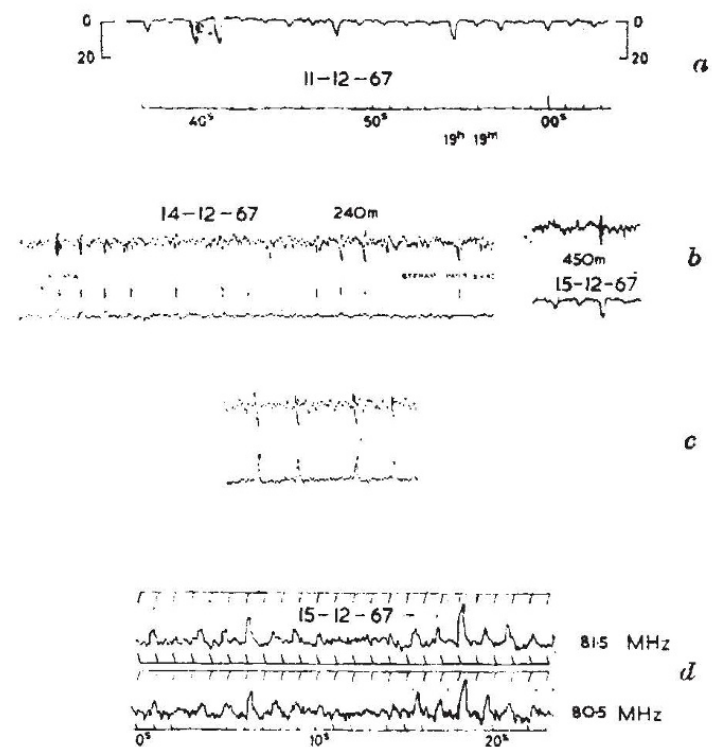 0 0
20 20
a
11-12-67
40ˢ 50ˢ 00ˢ
19ʰ 19ᵐ
14-12-67 240m
450m
b
15-12-67
c
15-12-67
81·5 MHz
d
80·5 MHz
0ˢ 10ˢ 20ˢ